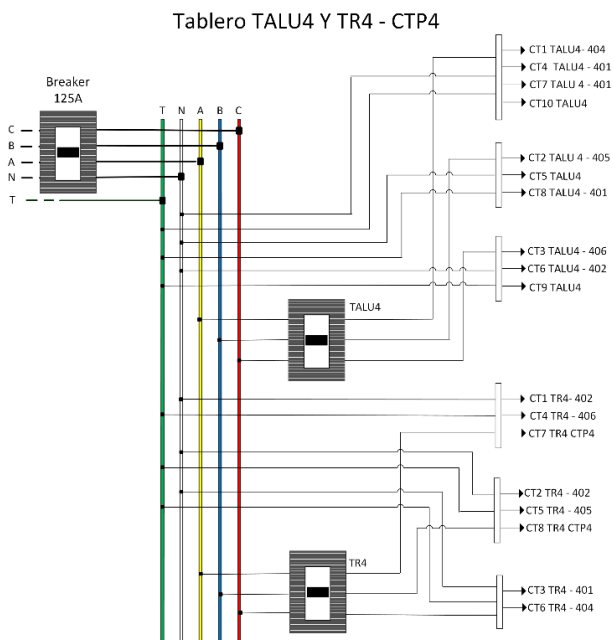 Tablero TALU4 Y TR4 - CTP4
Breaker
125A
T N A B C
C
B
A
N
T
CT1 TALU4- 404
CT4 TALU4 - 401
CT7 TALU 4 - 401
CT10 TALU4
CT2 TALU 4 - 405
CT5 TALU4
CT8 TALU4 - 401
CT3 TALU4 - 406
CT6 TALU4 - 402
CT9 TALU4
TALU4
CT1 TR4- 402
CT4 TR4 - 406
CT7 TR4 CTP4
CT2 TR4 - 402
CT5 TR4 - 405
CT8 TR4 CTP4
TR4
CT3 TR4 - 401
CT6 TR4 - 404